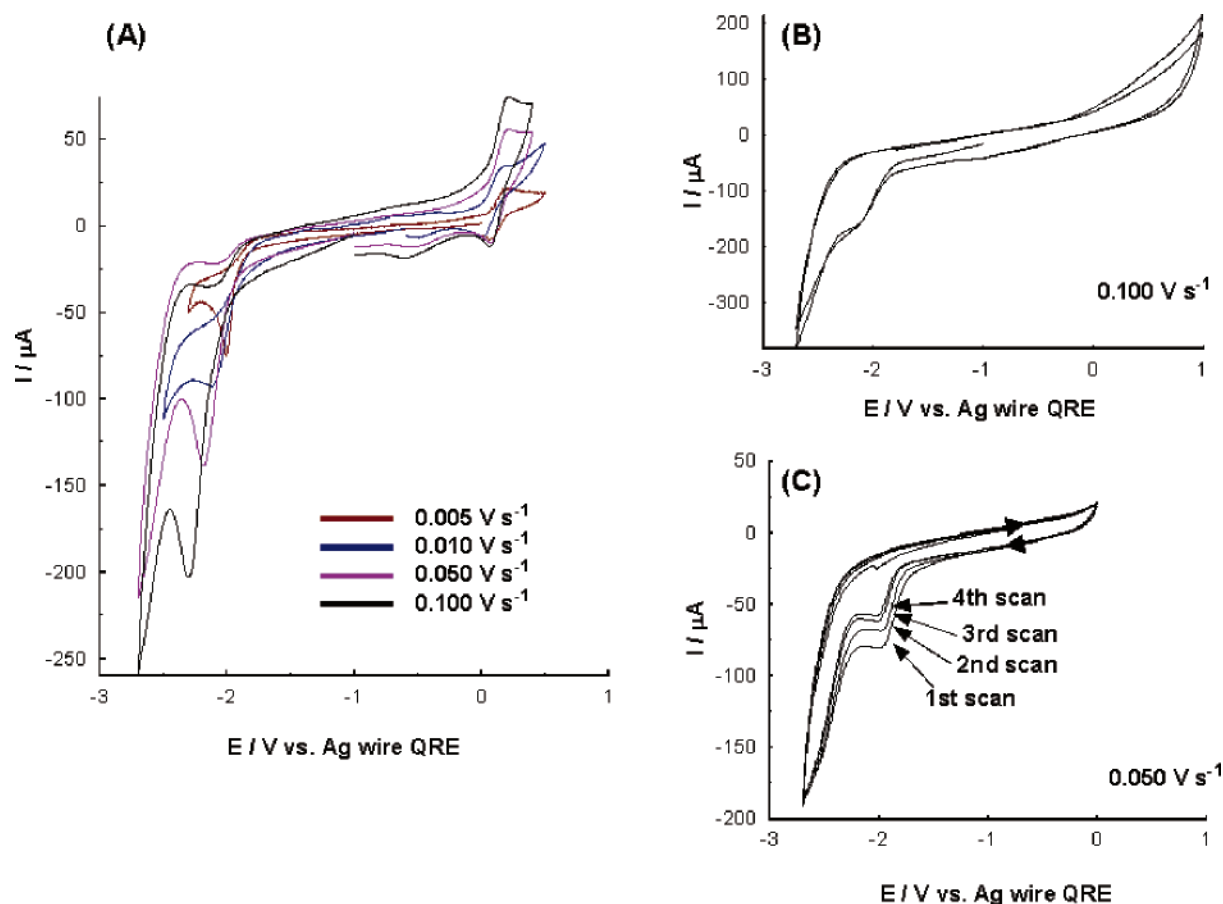 (A)
50
0
-50
-100
-150
-200
-250
I / µA
-3
-2
-1
0
1
E / V vs. Ag wire QRE
0.005 V s⁻¹
0.010 V s⁻¹
0.050 V s⁻¹
0.100 V s⁻¹
(B)
200
100
0
-100
-200
-300
I / µA
0.100 V s⁻¹
-3
-2
-1
0
1
E / V vs. Ag wire QRE
(C)
50
0
-50
-100
-150
-200
I / µA
4th scan
3rd scan
2nd scan
1st scan
0.050 V s⁻¹
-3
-2
-1
0
1
E / V vs. Ag wire QRE